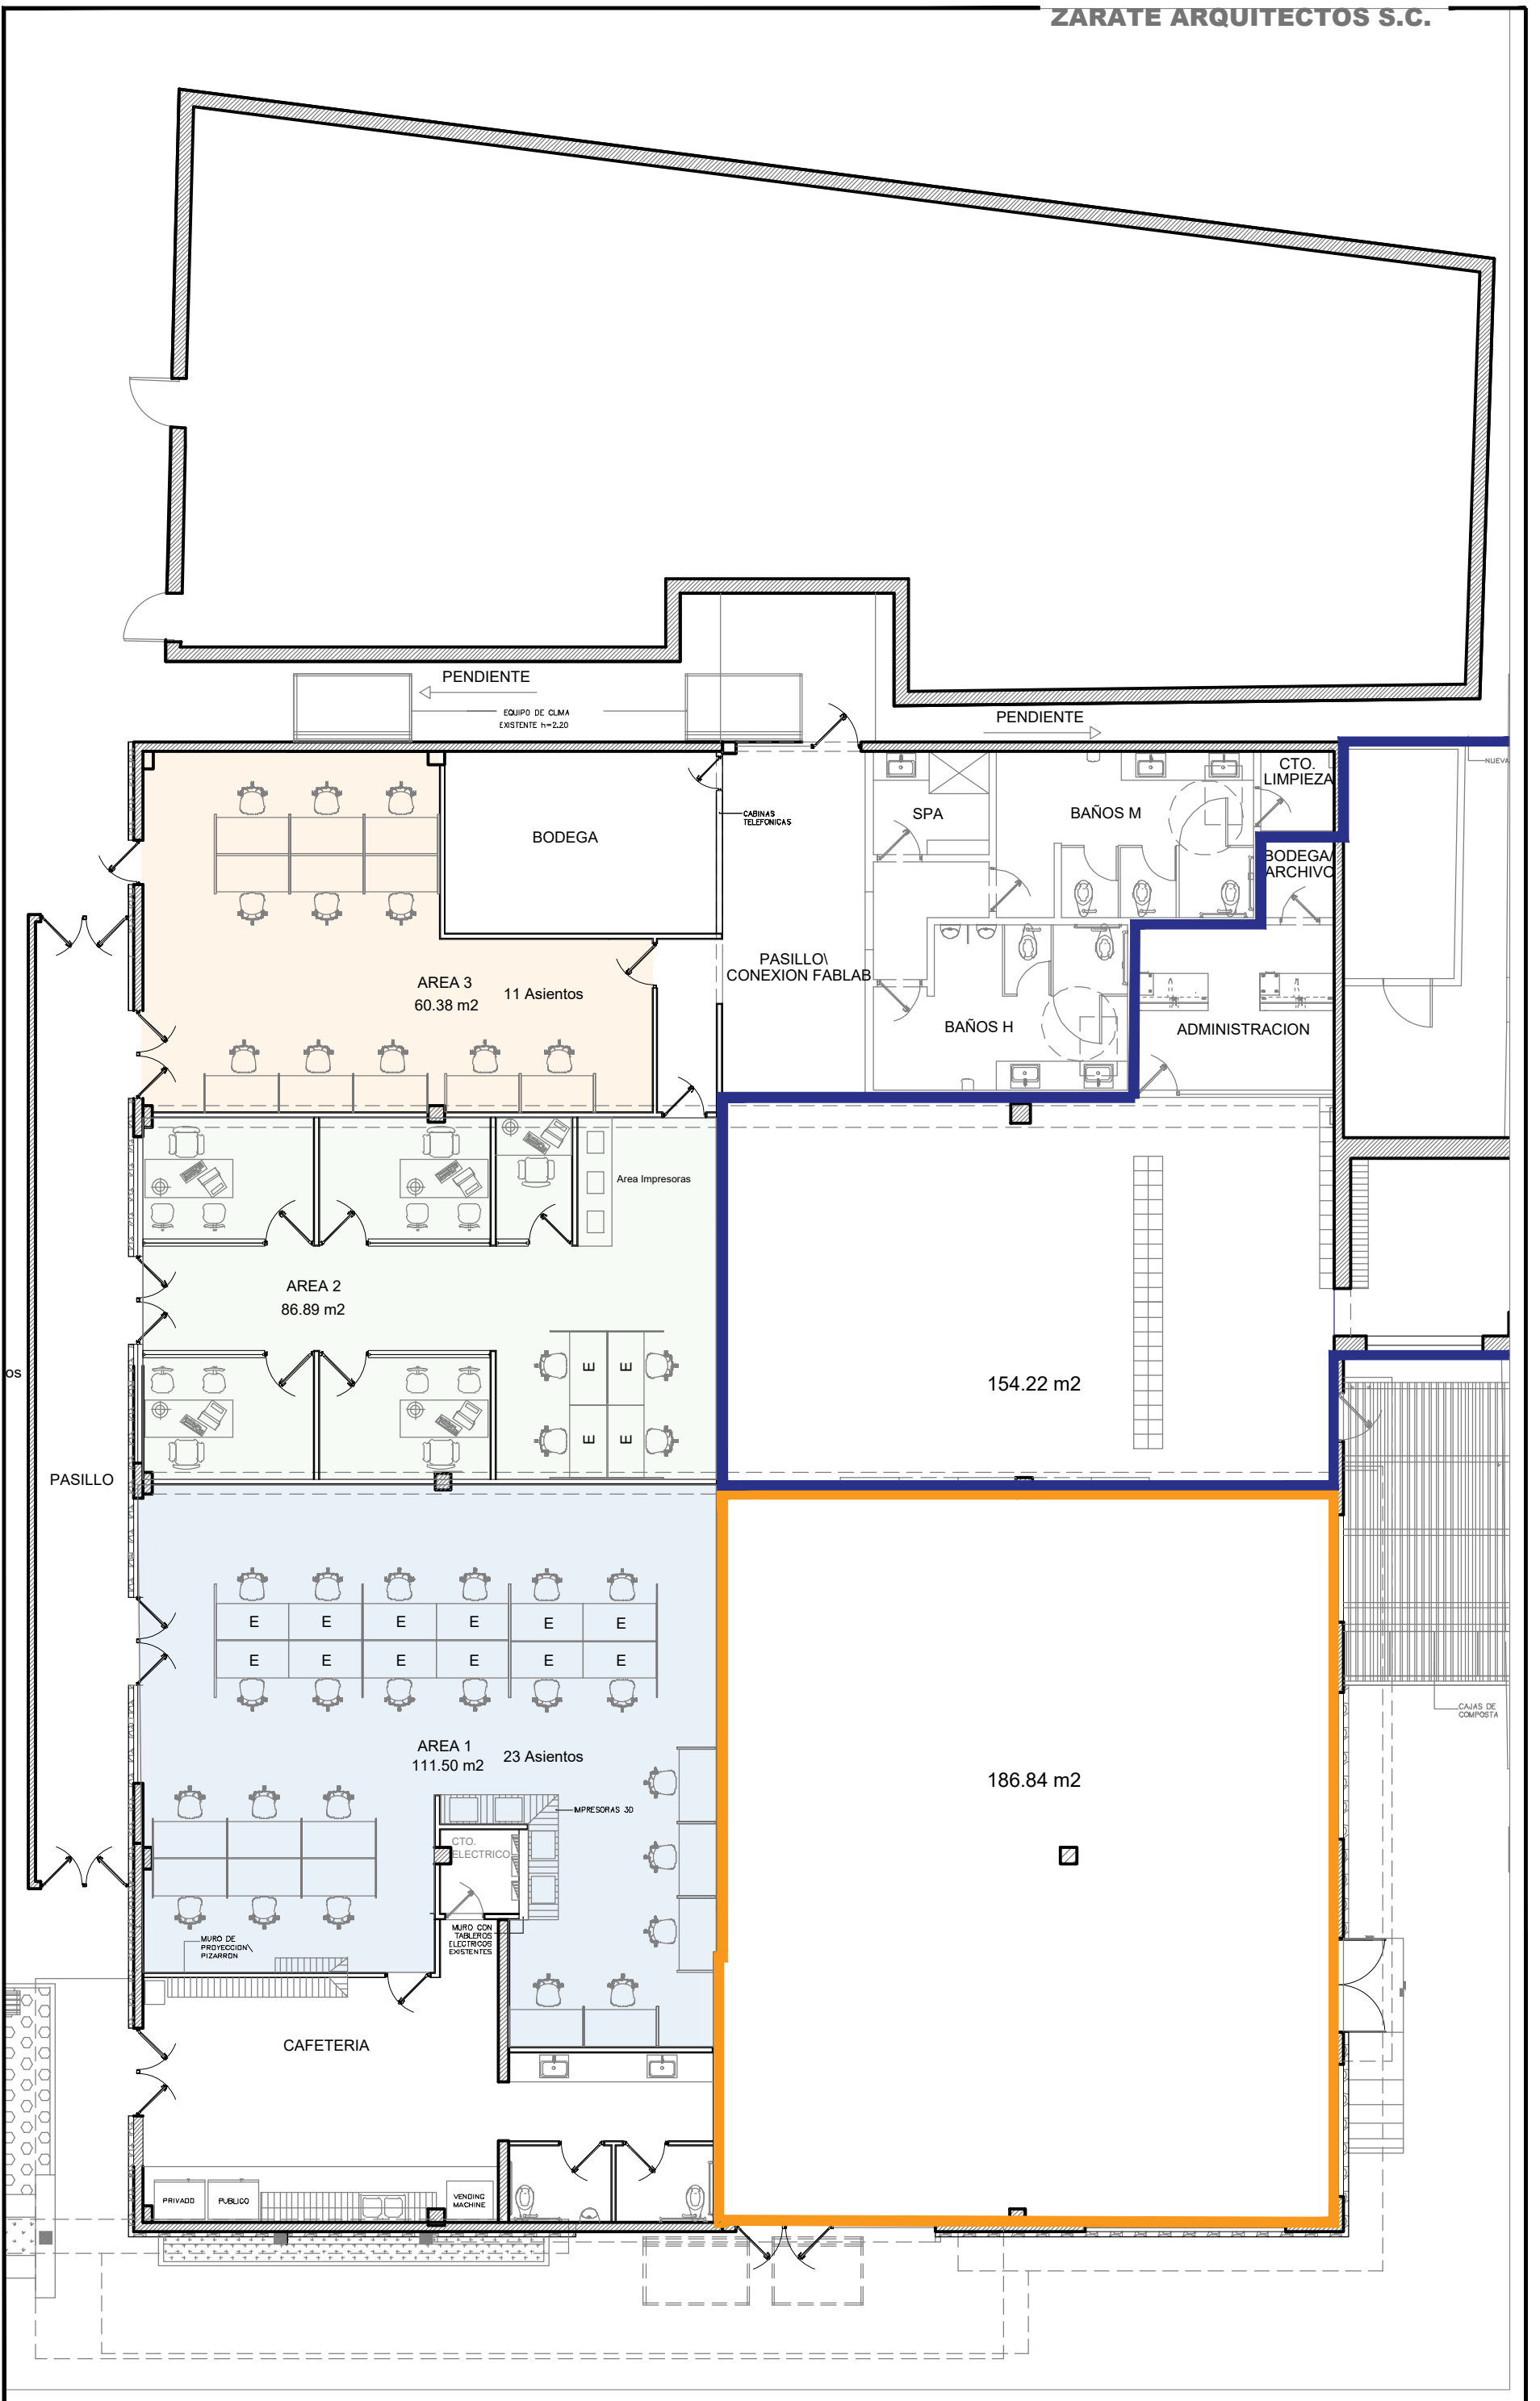 ZARATE ARQUITECTOS S.C.
PENDIENTE
EQUIPO DE CLIMA
EXISTENTE h=2.20
PENDIENTE
CTO.
LIMPIEZA
NUEVA
SPA
BAÑOS M
CABINAS
TELEFONICAS
BODEGA
BODEGA/
ARCHIVO
PASILLO\
CONEXION FABLAB
AREA 3
60.38 m2
11 Asientos
BAÑOS H
ADMINISTRACION
Area Impresoras
AREA 2
86.89 m2
E E
E E
OS
154.22 m2
PASILLO
E E E E E E
E E E E E E
CAJAS DE
COMPOSTA
AREA 1
111.50 m2
23 Asientos
186.84 m2
IMPRESORAS 3D
CTO.
ELECTRICO
MURO CON
TABLEROS
ELECTRICOS
EXISTENTES
MURO DE
PROYECCION\
PIZARRON
CAFETERIA
PRIVADO
PUBLICO
VENDING
MACHINE